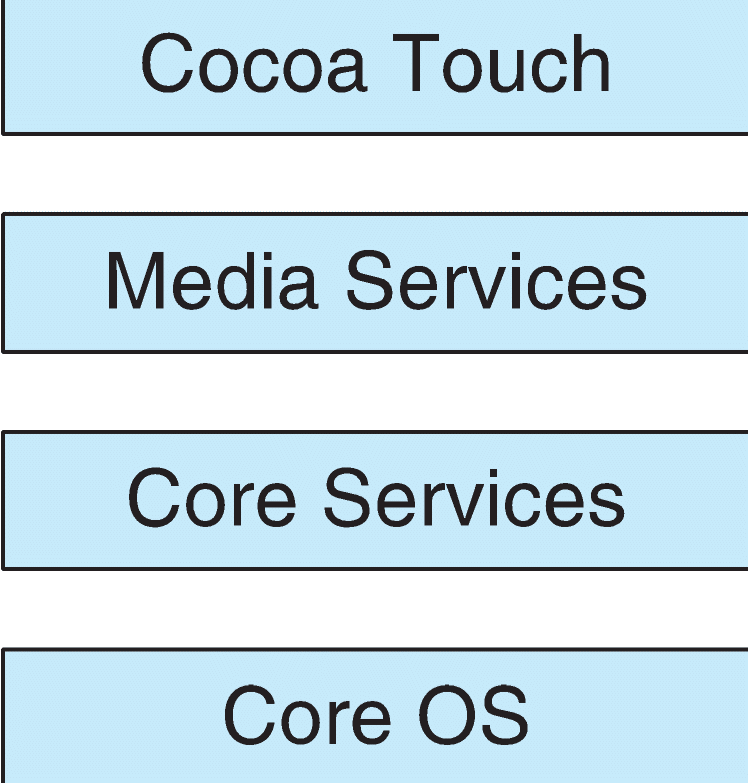 Cocoa Touch
Media Services
Core Services
Core OS